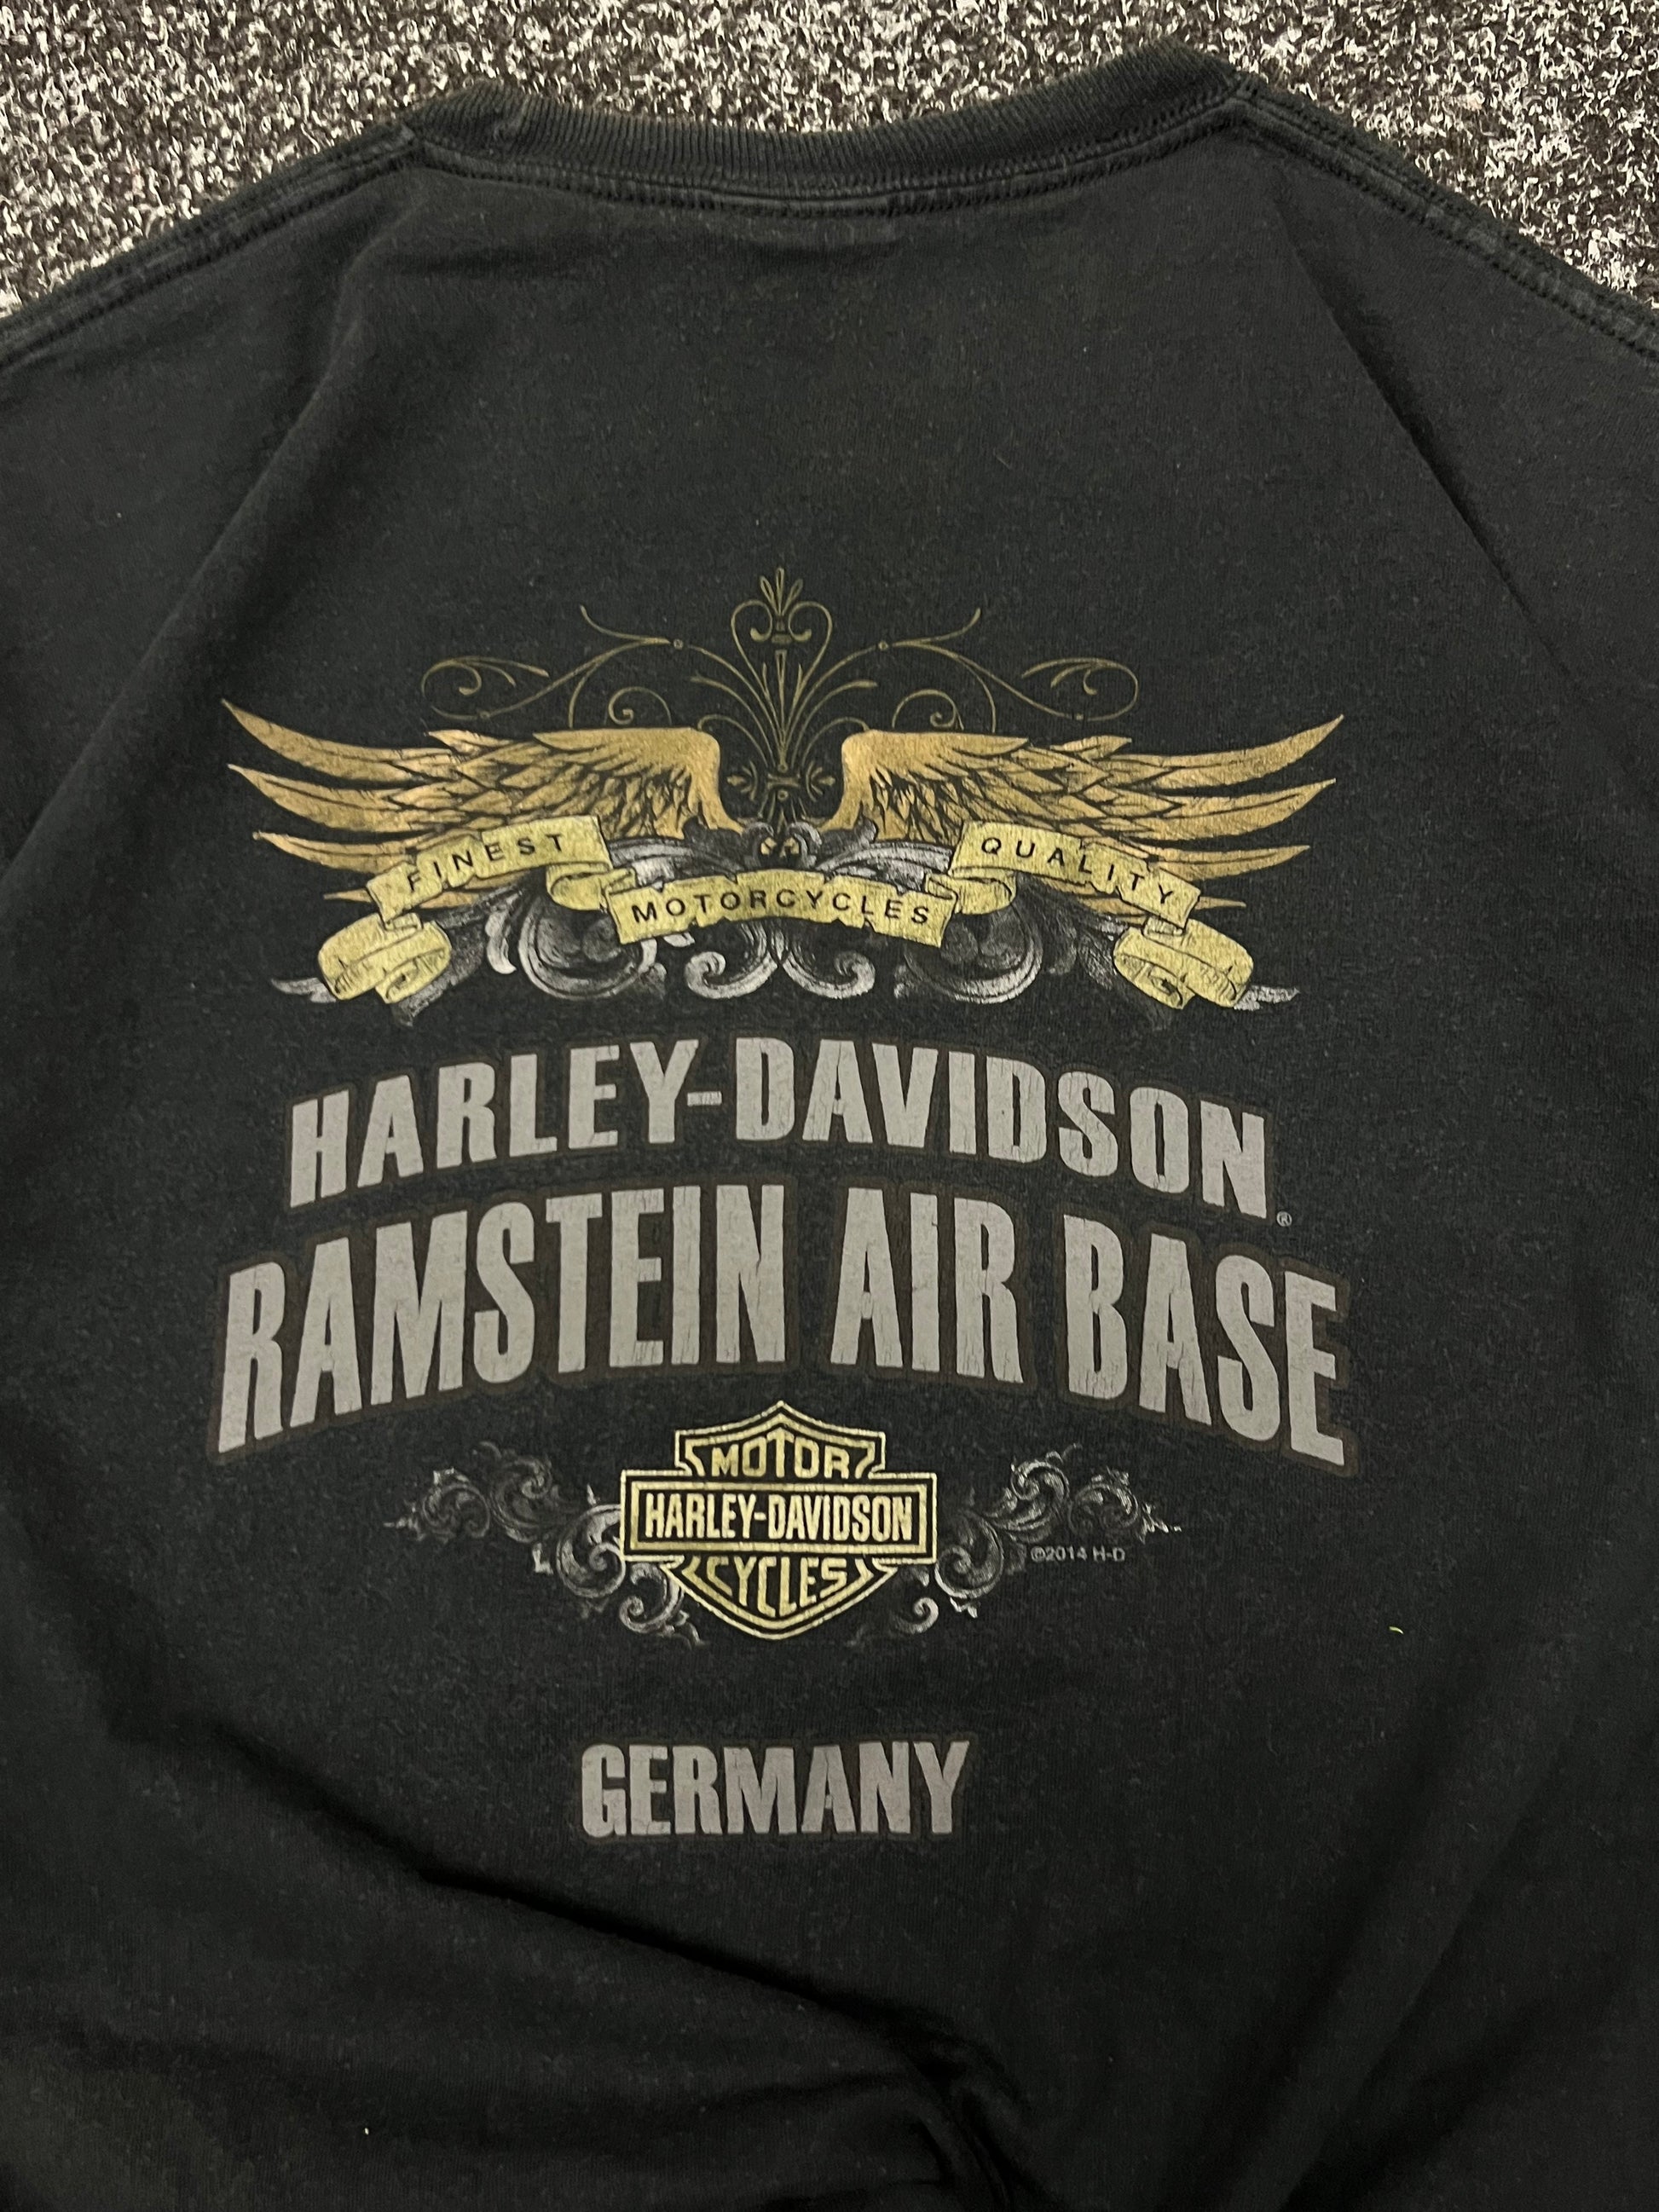 FINEST MOTORCYCLES QUALITY
HARLEY-DAVIDSON®
RAMSTEIN AIR BASE
MOTOR
HARLEY-DAVIDSON
CYCLES
©2014 H-D
GERMANY